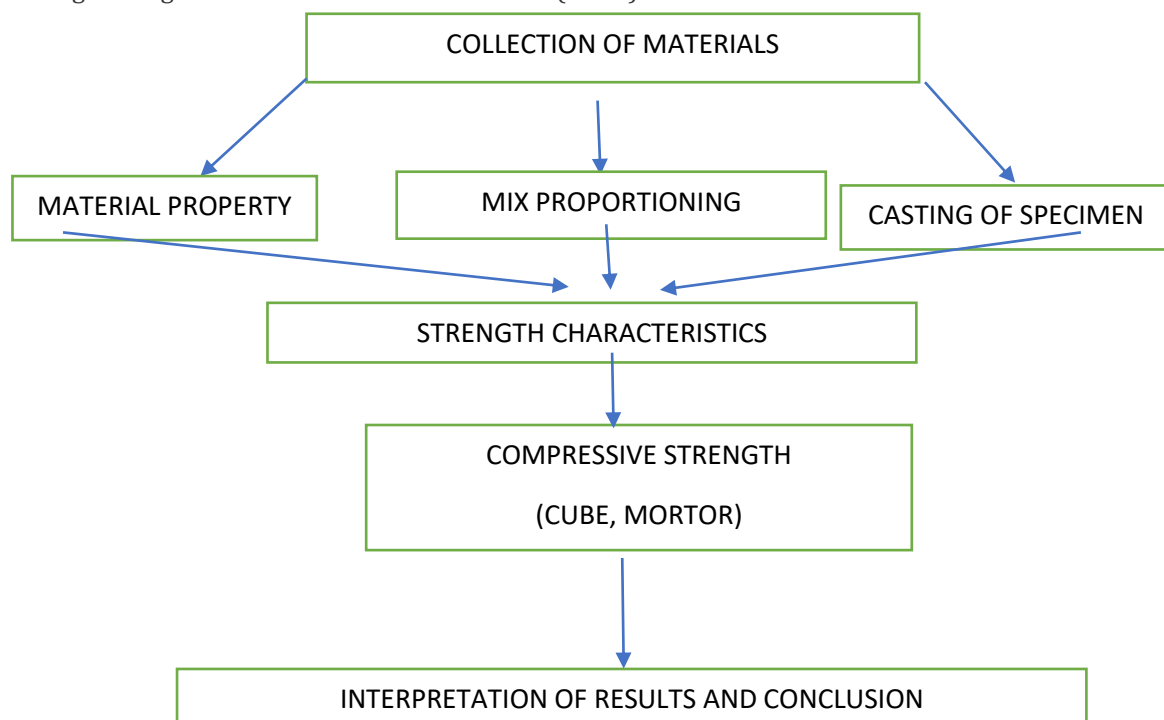 COLLECTION OF MATERIALS
MATERIAL PROPERTY
MIX PROPORTIONING
CASTING OF SPECIMEN
STRENGTH CHARACTERISTICS
COMPRESSIVE STRENGTH
(CUBE, MORTOR)
INTERPRETATION OF RESULTS AND CONCLUSION